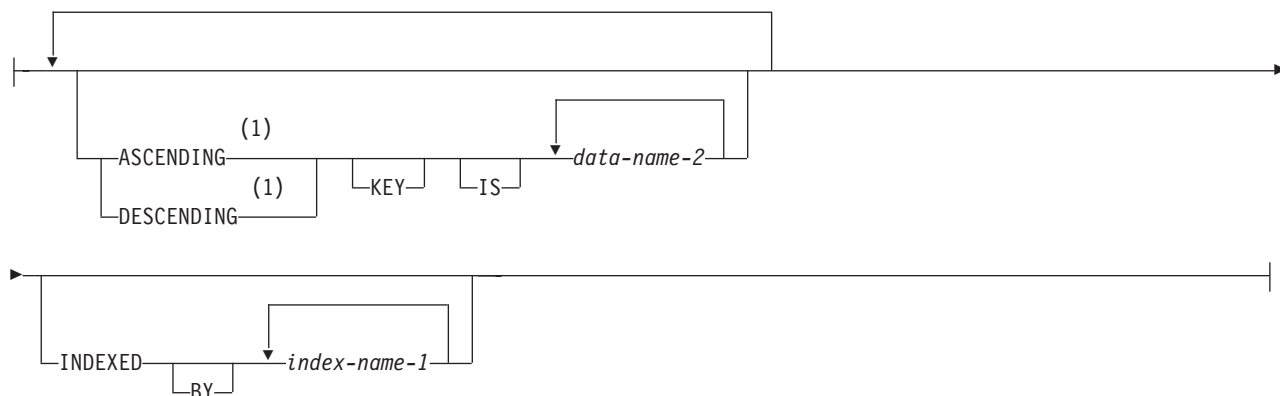 (1)
ASCENDING KEY IS data-name-2
(1)
DESCENDING
INDEXED BY index-name-1